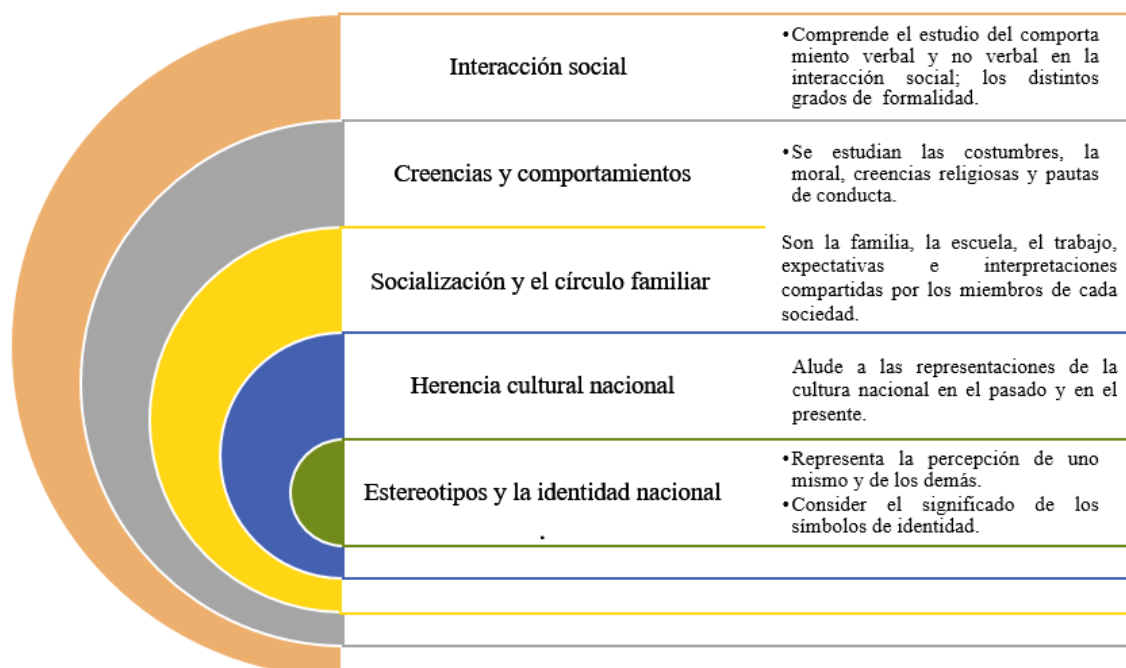 Interacción social
•Comprende el estudio del comporta
miento verbal y no verbal en la
interacción social; los distintos
grados de formalidad.
Creencias y comportamientos
•Se estudian las costumbres, la
moral, creencias religiosas y pautas
de conducta.
Socialización y el círculo familiar
Son la familia, la escuela, el trabajo,
expectativas e interpretaciones
compartidas por los miembros de cada
sociedad.
Herencia cultural nacional
Alude a las representaciones de la
cultura nacional en el pasado y en el
presente.
Estereotipos y la identidad nacional
.
•Representa la percepción de uno
mismo y de los demás.
•Consider el significado de los
símbolos de identidad.